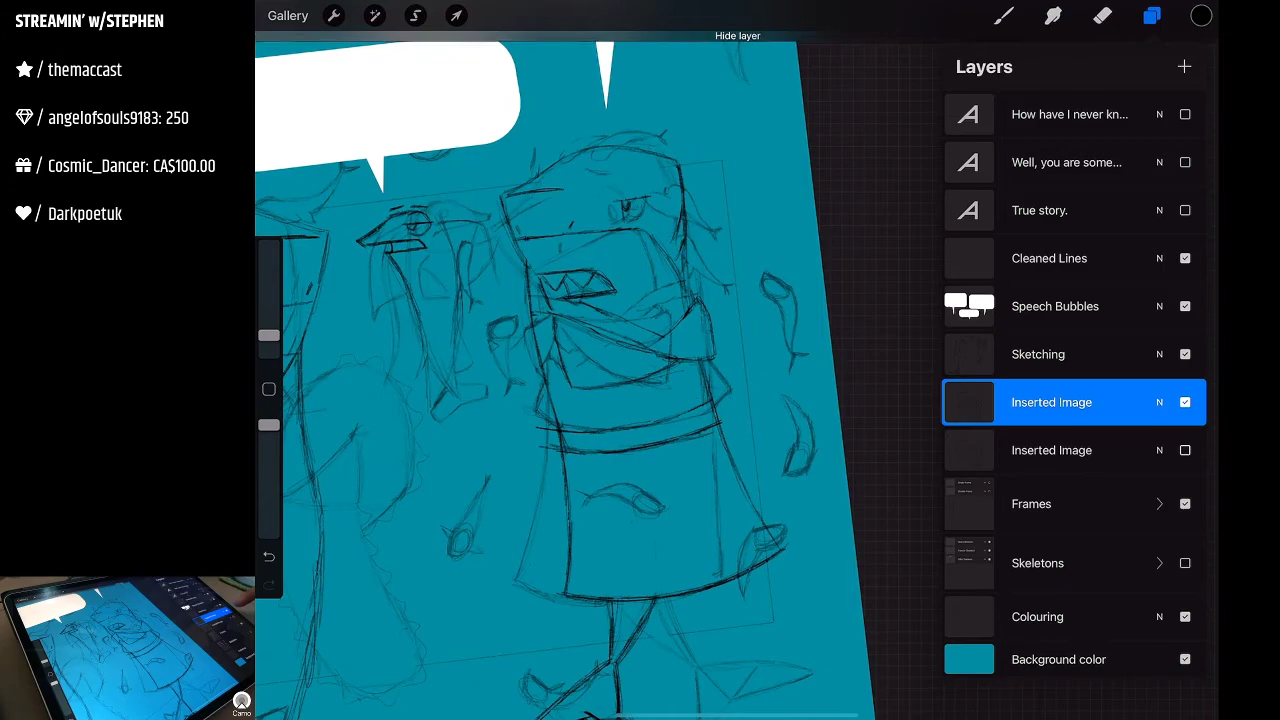 STREAMIN' w/STEPHEN
/ themaccast
/ angelofsouls9183: 250
/ Cosmic_Dancer: CA$100.00
/ Darkpoetuk
Gallery
Hide layer
Layers
How have I never kn... N
Well, you are some... N
True story. N
Cleaned Lines N
Speech Bubbles N
Sketching N
Inserted Image N
Inserted Image N
Frames
Skeletons
Colouring N
Background color
Camo